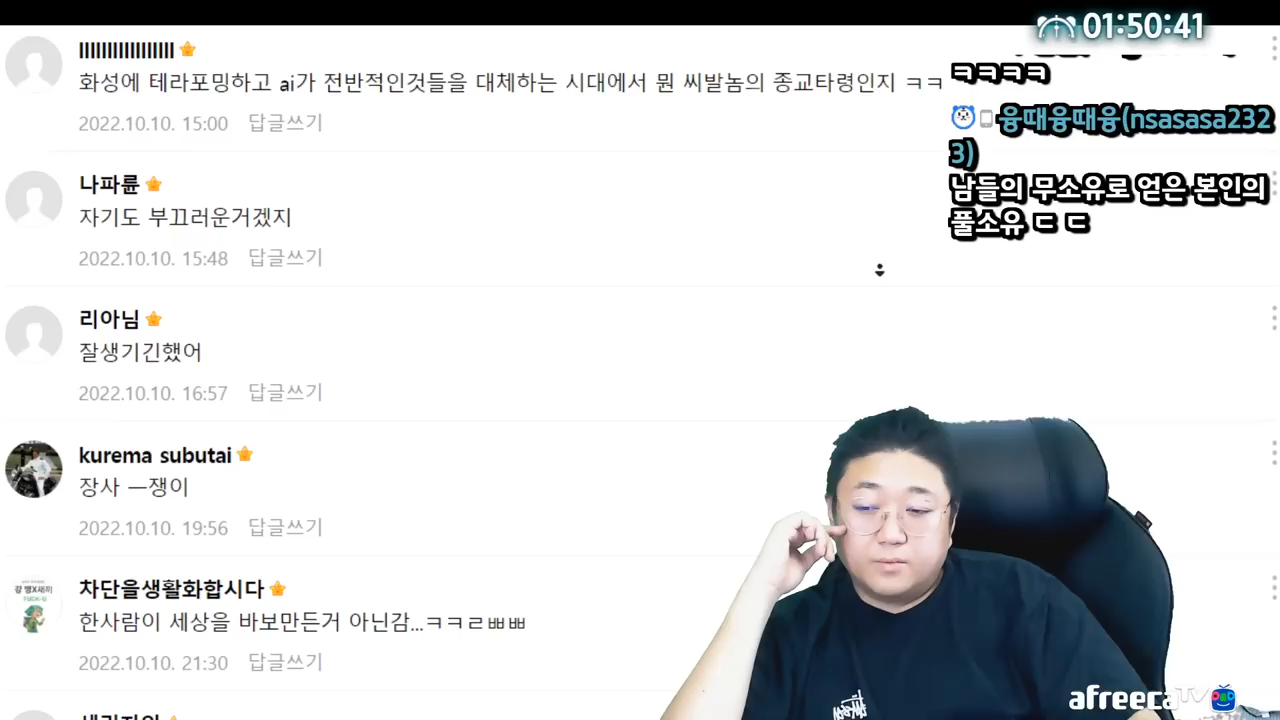 01:50:41
llllllllllllllllll
화성에 테라포밍하고 ai가 전반적인것들을 대체하는 시대에서 뭔 씨발놈의 종교타령인지 ㅋㅋ
2022.10.10. 15:00 답글쓰기
ㅋㅋㅋㅋ
융때융때융(nsasasa232
3)
남들의 무소유로 얻은 본인의
풀소유 ㄷ ㄷ
나파륜
자기도 부끄러운거겠지
2022.10.10. 15:48 답글쓰기
리아님
잘생기긴했어
2022.10.10. 16:57 답글쓰기
kurema subutai
장사 ㅡ쟁이
2022.10.10. 19:56 답글쓰기
차단을생활화합시다
한사람이 세상을 바보만든거 아닌감...ㅋㅋㄹㅃㅃ
2022.10.10. 21:30 답글쓰기
afreecaTV